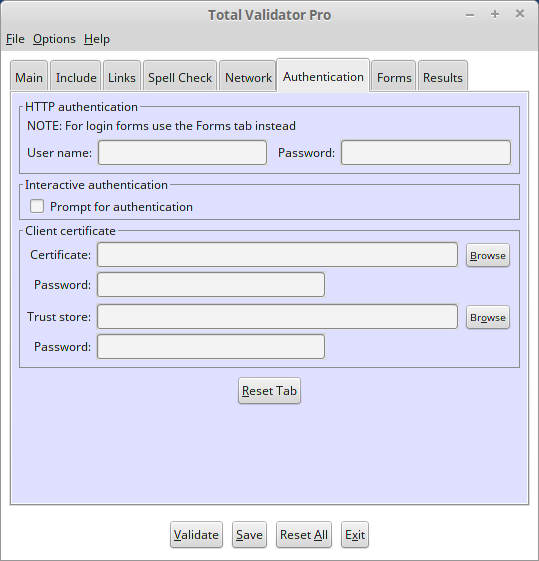 Total Validator Pro
File Options Help
Main Include Links Spell Check Network Authentication Forms Results
HTTP authentication
NOTE: For login forms use the Forms tab instead
User name: Password:
Interactive authentication
Prompt for authentication
Client certificate
Certificate: Browse
Password:
Trust store: Browse
Password:
Reset Tab
Validate Save Reset All Exit